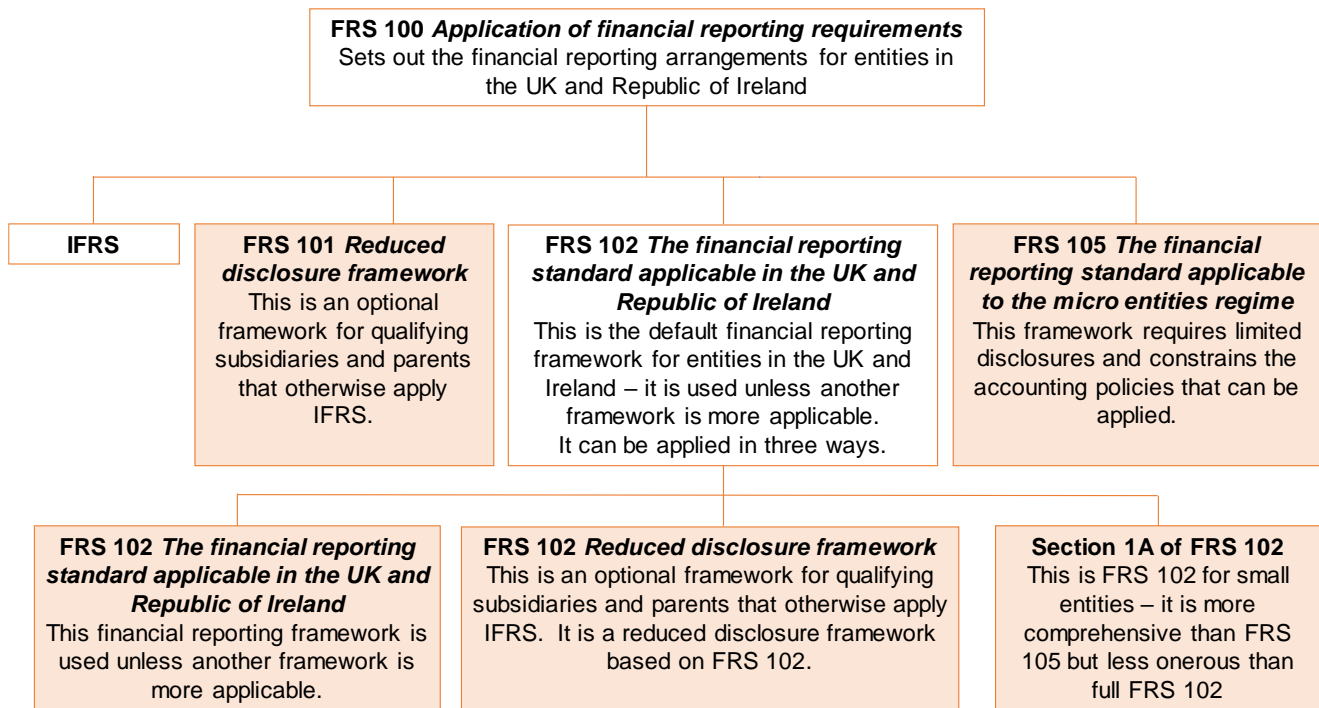 FRS 100 Application of financial reporting requirements
Sets out the financial reporting arrangements for entities in
the UK and Republic of Ireland
IFRS
FRS 101 Reduced
disclosure framework
This is an optional
framework for qualifying
subsidiaries and parents
that otherwise apply
IFRS.
FRS 102 The financial reporting
standard applicable in the UK and
Republic of Ireland
This is the default financial reporting
framework for entities in the UK and
Ireland – it is used unless another
framework is more applicable.
It can be applied in three ways.
FRS 105 The financial
reporting standard applicable
to the micro entities regime
This framework requires limited
disclosures and constrains the
accounting policies that can be
applied.
FRS 102 The financial reporting
standard applicable in the UK and
Republic of Ireland
This financial reporting framework is
used unless another framework is
more applicable.
FRS 102 Reduced disclosure framework
This is an optional framework for qualifying
subsidiaries and parents that otherwise apply
IFRS. It is a reduced disclosure framework
based on FRS 102.
Section 1A of FRS 102
This is FRS 102 for small
entities – it is more
comprehensive than FRS
105 but less onerous than
full FRS 102